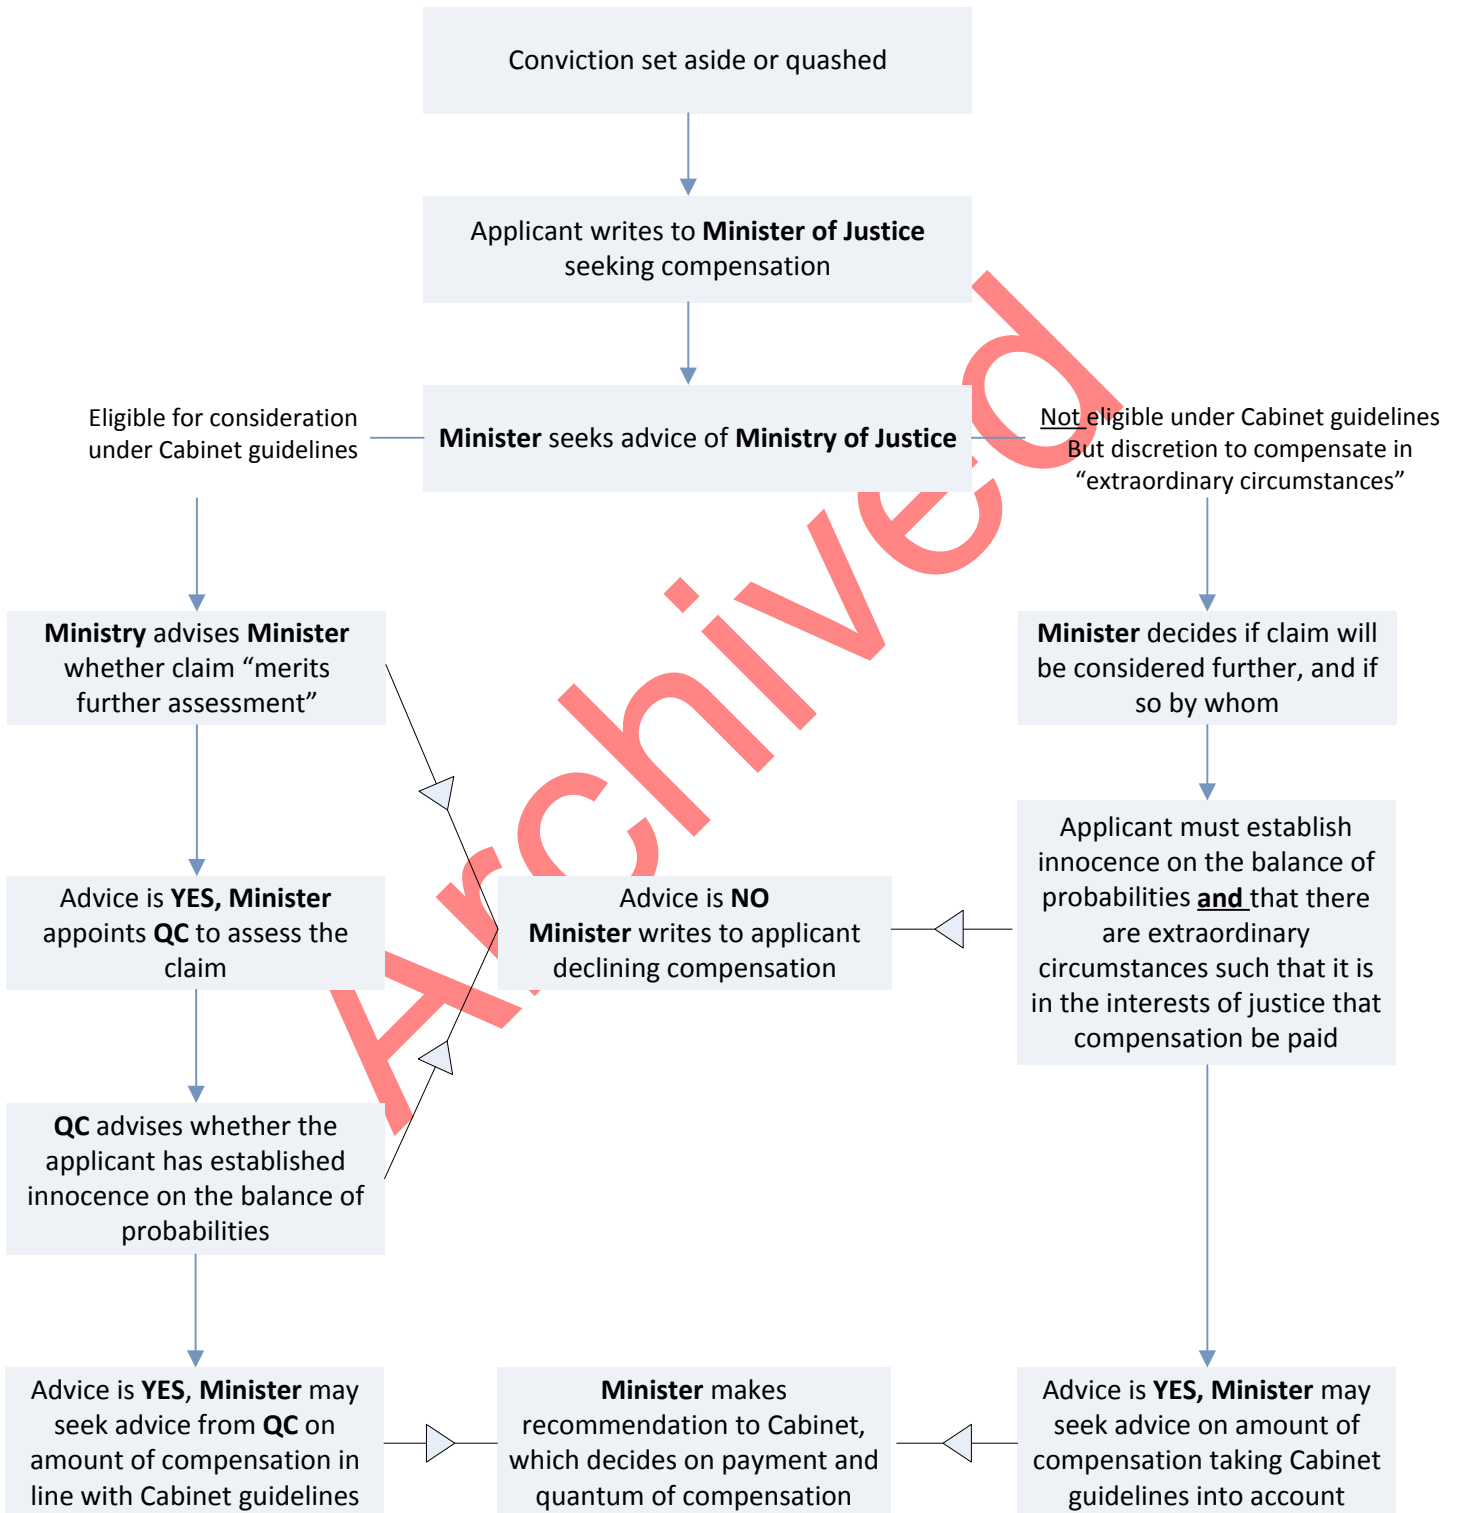 Conviction set aside or quashed
Applicant writes to Minister of Justice
seeking compensation
Eligible for consideration
under Cabinet guidelines
Minister seeks advice of Ministry of Justice
Not eligible under Cabinet guidelines
But discretion to compensate in
“extraordinary circumstances”
Ministry advises Minister
whether claim “merits
further assessment”
Minister decides if claim will
be considered further, and if
so by whom
Advice is YES, Minister
appoints QC to assess the
claim
Advice is NO
Minister writes to applicant
declining compensation
Applicant must establish
innocence on the balance of
probabilities and that there
are extraordinary
circumstances such that it is
in the interests of justice that
compensation be paid
QC advises whether the
applicant has established
innocence on the balance of
probabilities
Advice is YES, Minister may
seek advice from QC on
amount of compensation in
line with Cabinet guidelines
Minister makes
recommendation to Cabinet,
which decides on payment and
quantum of compensation
Advice is YES, Minister may
seek advice on amount of
compensation taking Cabinet
guidelines into account
Archived